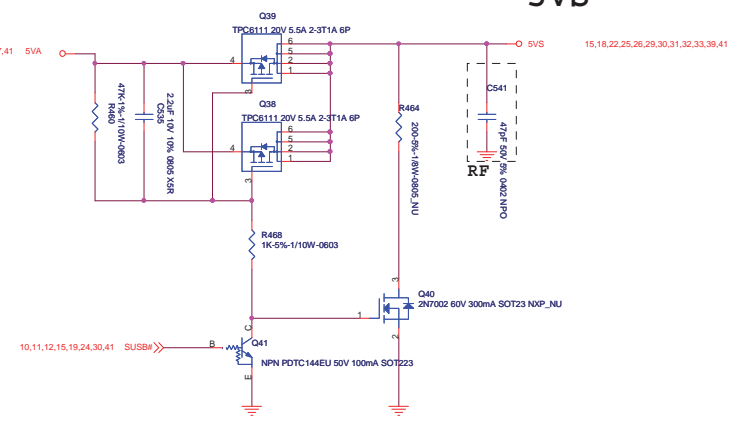 5VS
Q39
TPC6111 20V 5.5A 2-3T1A 6P
,41 5VA
4
6
5
2
1
3
5VS
15,18,22,25,26,29,30,31,32,33,39,41
47K-1%-1/10W-0603
R460
2.2uF 10V 10% 0805 X5R
C535
Q38
TPC6111 20V 5.5A 2-3T1A 6P
4
6
5
2
1
3
R464
200-5%-1/8W-0805_NU
C541
47pF 50V 5% 0402 NPO
RF
R468
1K-5%-1/10W-0603
3
Q40
2N7002 60V 300mA SOT23 NXP_NU
1
2
10,11,12,15,19,24,30,41 SUSB#
B
C
Q41
NPN PDTC144EU 50V 100mA SOT223
E